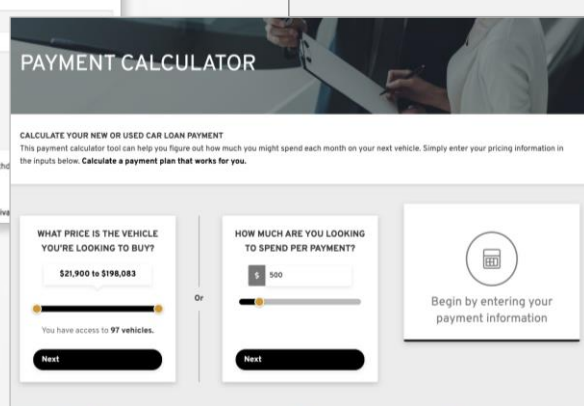 PAYMENT CALCULATOR
CALCULATE YOUR NEW OR USED CAR LOAN PAYMENT
This payment calculator tool can help you figure out how much you might spend each month on your next vehicle. Simply enter your pricing information in
the inputs below. Calculate a payment plan that works for you.
WHAT PRICE IS THE VEHICLE
YOU'RE LOOKING TO BUY?
$21,900 to $198,083
You have access to 97 vehicles.
Next
Or
HOW MUCH ARE YOU LOOKING
TO SPEND PER PAYMENT?
$ 500
Next
Begin by entering your
payment information